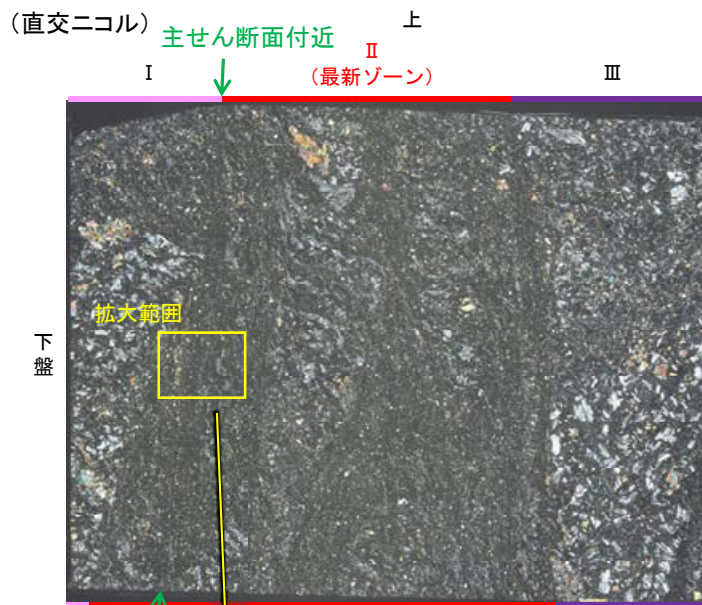 （直交ニコル）
上
主せん断面付近
Ⅰ
Ⅱ
（最新ゾーン）
Ⅲ
拡大範囲
下
盤